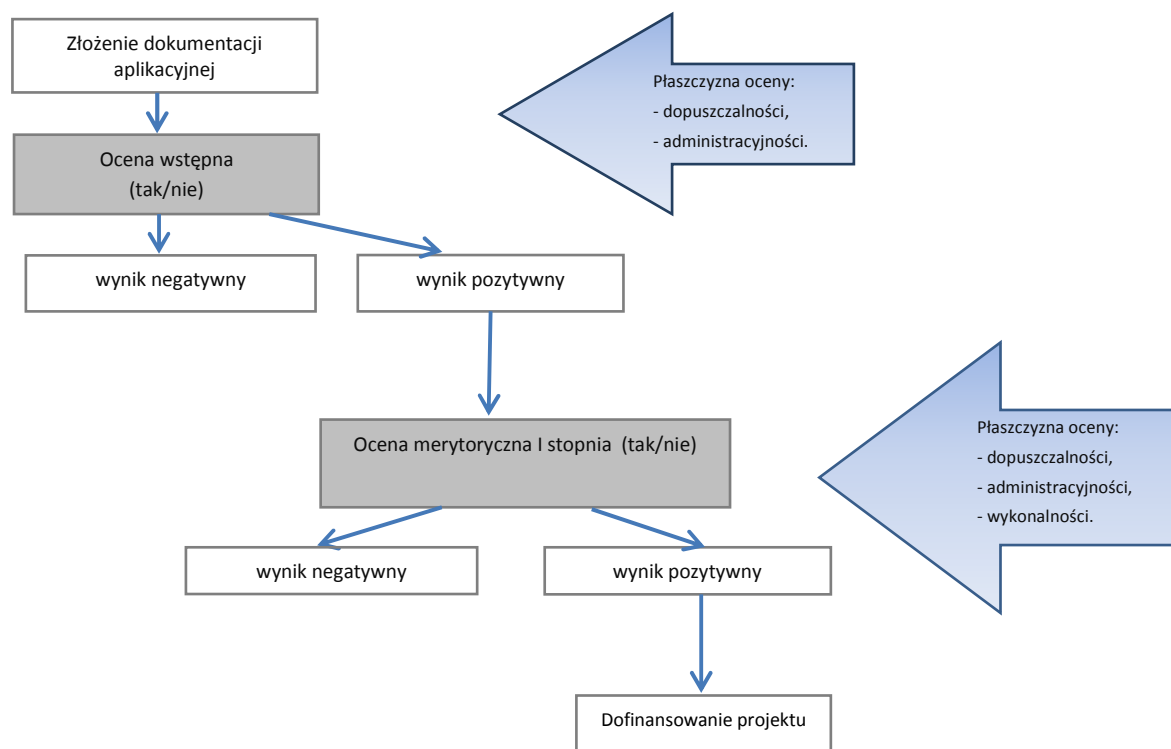 Złożenie dokumentacji
aplikacyjnej
Płaszczyzna oceny:
- dopuszczalności,
- administracyjności.
Ocena wstępna
(tak/nie)
wynik negatywny
wynik pozytywny
Ocena merytoryczna I stopnia (tak/nie)
Płaszczyzna oceny:
- dopuszczalności,
- administracyjności,
- wykonalności.
wynik negatywny
wynik pozytywny
Dofinansowanie projektu